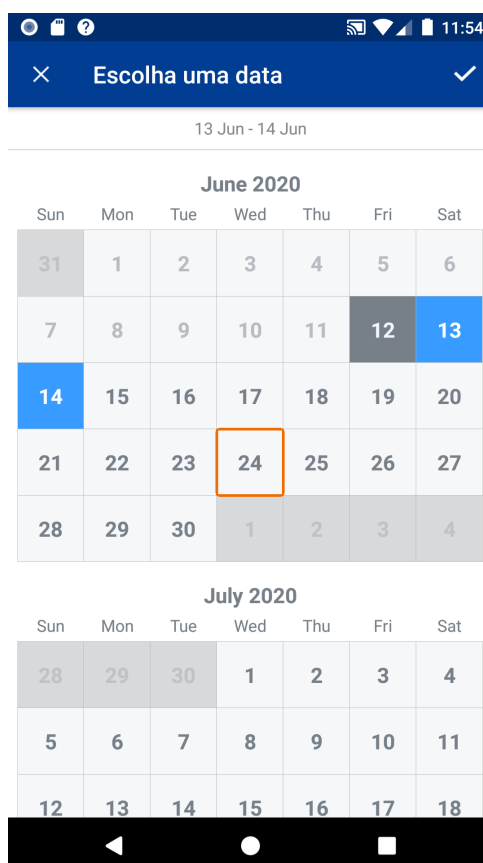 11:54
Escolha uma data
13 Jun - 14 Jun
June 2020
Sun Mon Tue Wed Thu Fri Sat
31 1 2 3 4 5 6
7 8 9 10 11 12 13
14 15 16 17 18 19 20
21 22 23 24 25 26 27
28 29 30 1 2 3 4
July 2020
Sun Mon Tue Wed Thu Fri Sat
28 29 30 1 2 3 4
5 6 7 8 9 10 11
12 13 14 15 16 17 18